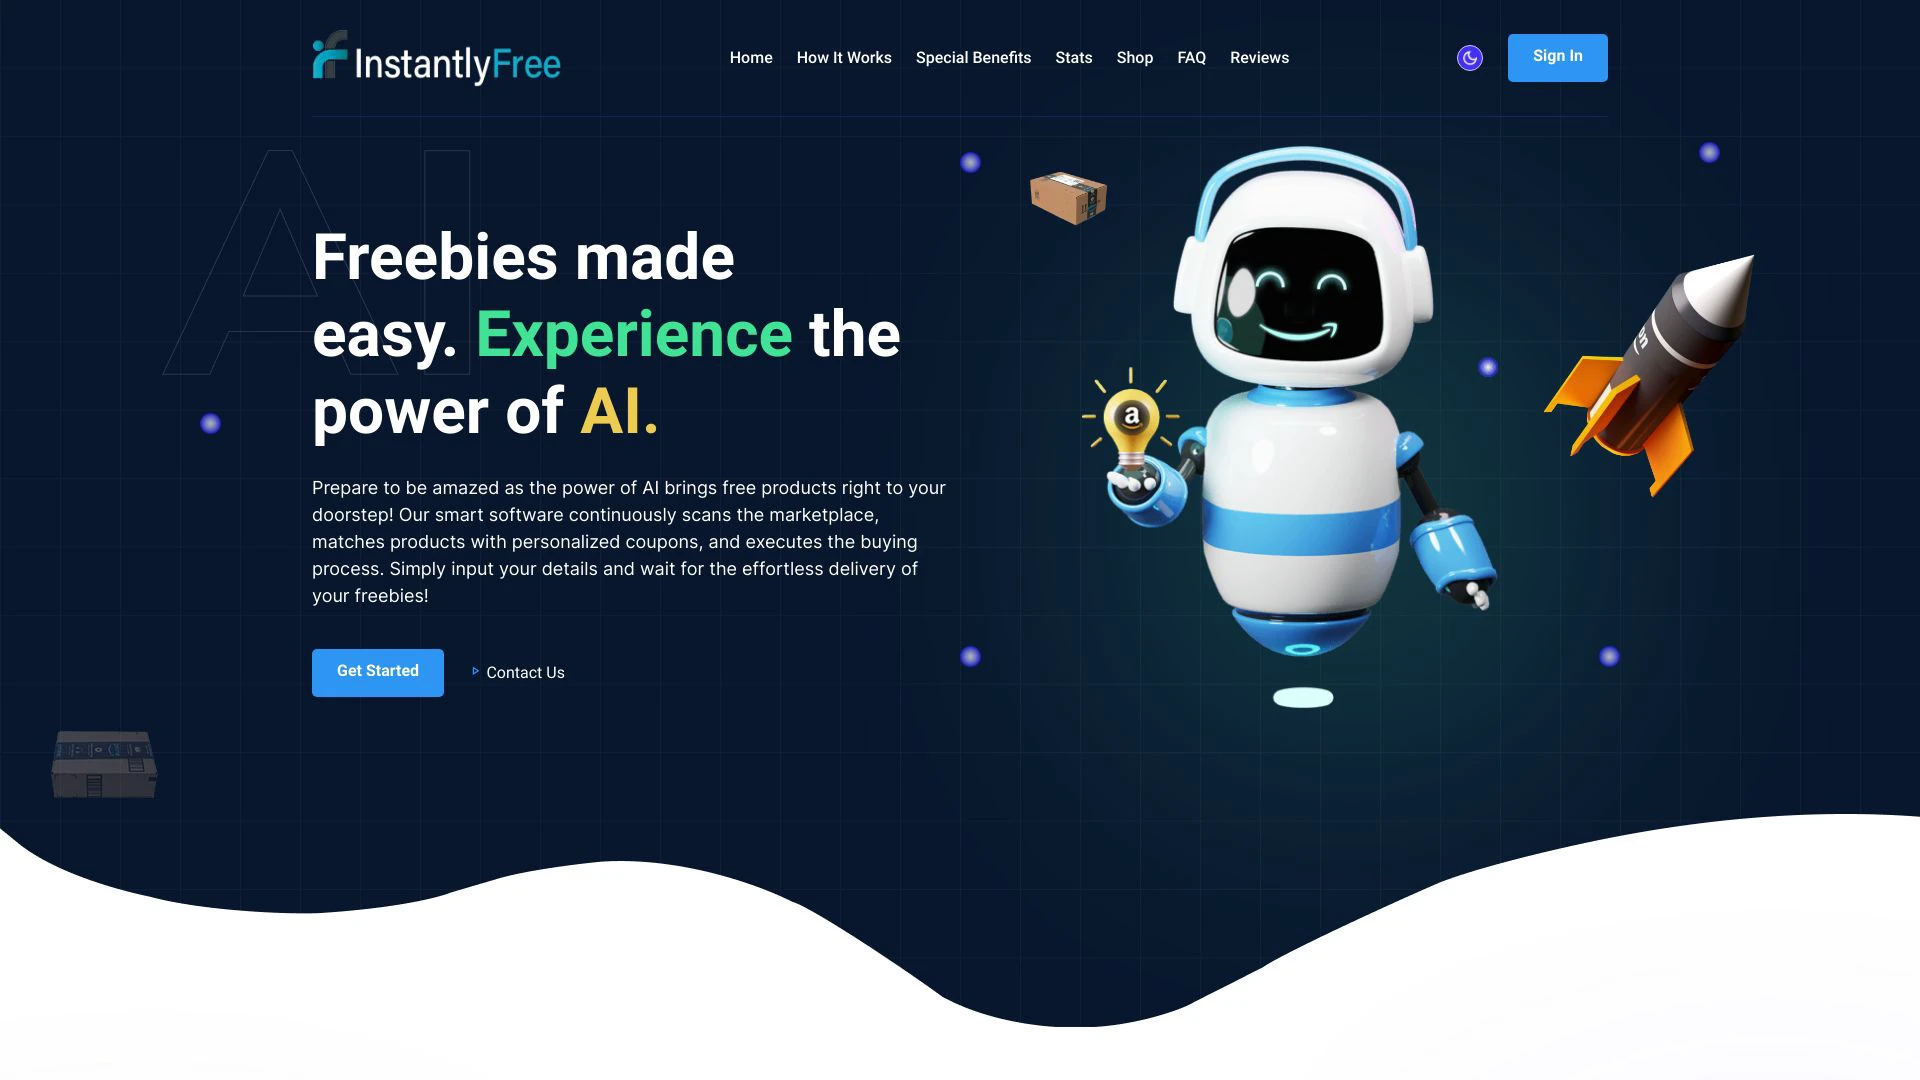 InstantlyFree
Home How It Works Special Benefits Stats Shop FAQ Reviews
Sign In
AI
Freebies made
easy. Experience the
power of AI.
a
on
Prepare to be amazed as the power of AI brings free products right to your
doorstep! Our smart software continuously scans the marketplace,
matches products with personalized coupons, and executes the buying
process. Simply input your details and wait for the effortless delivery of
your freebies!
Get Started
Contact Us